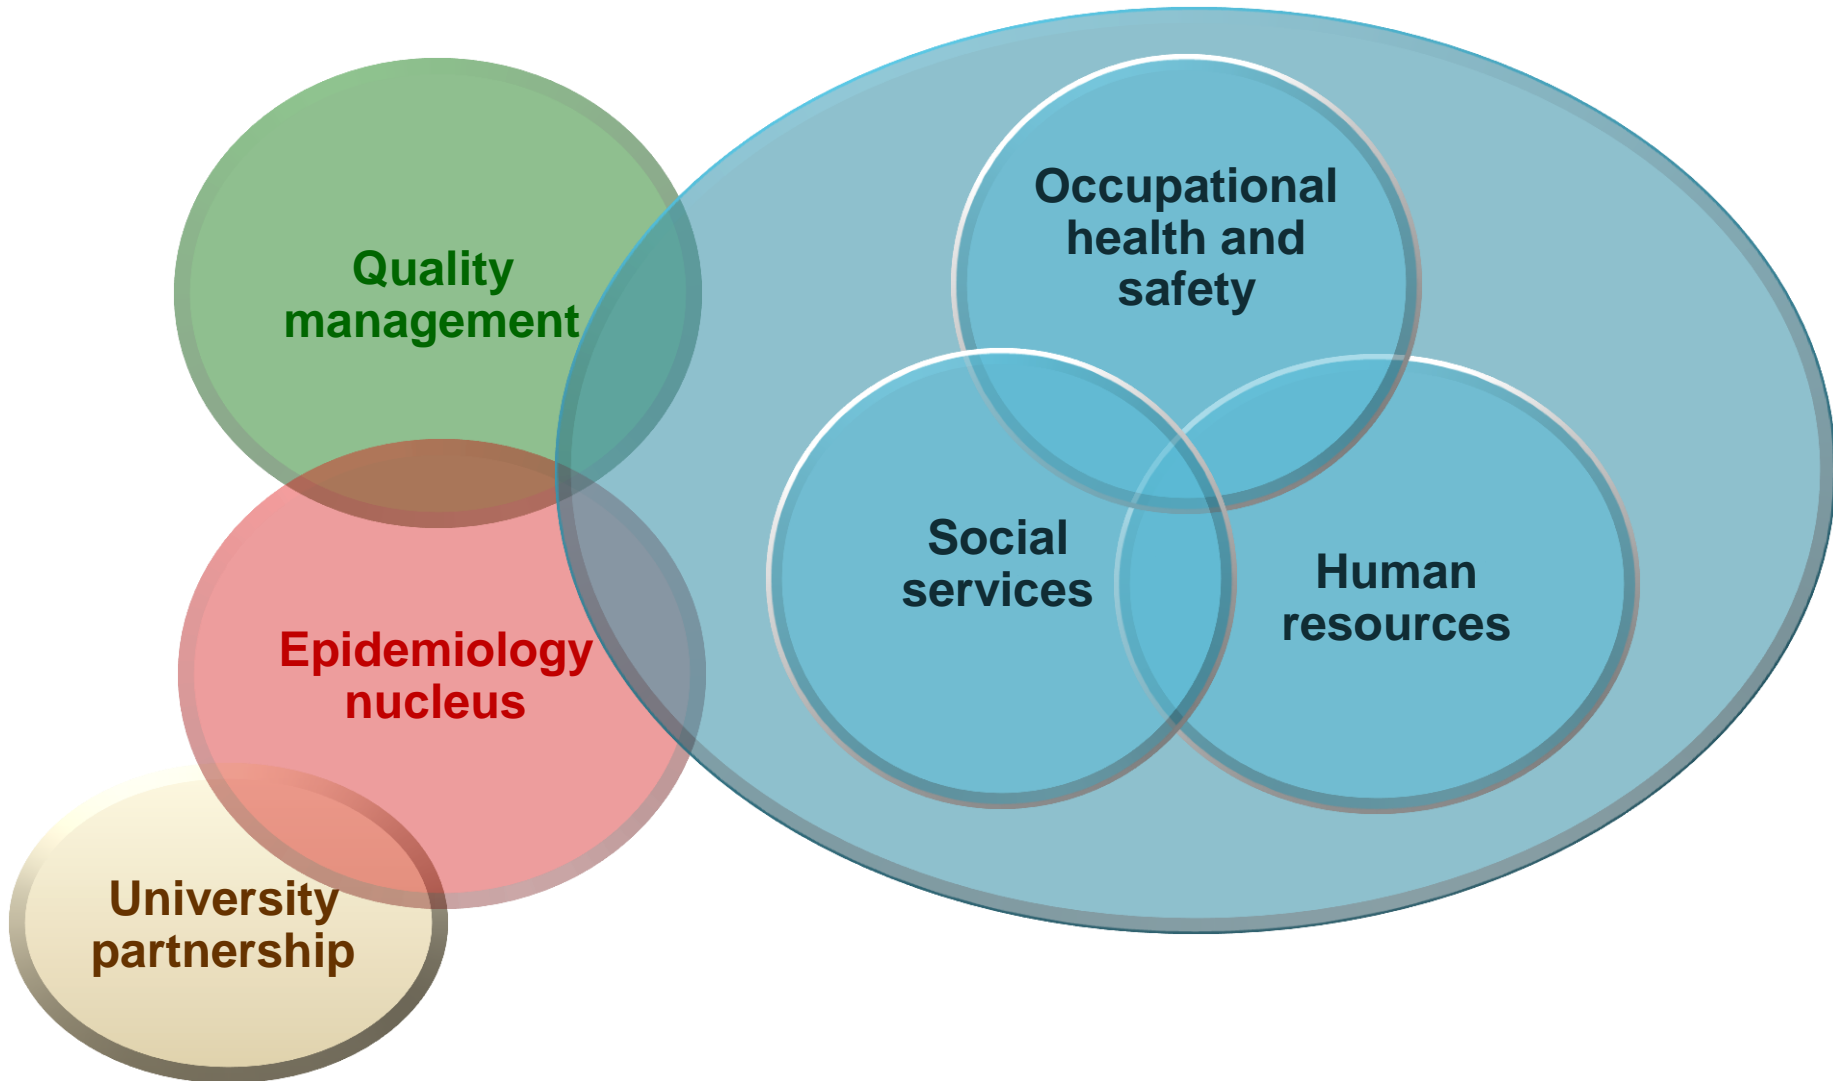 Quality
management
Occupational
health and
safety
Social
services
Human
resources
Epidemiology
nucleus
University
partnership